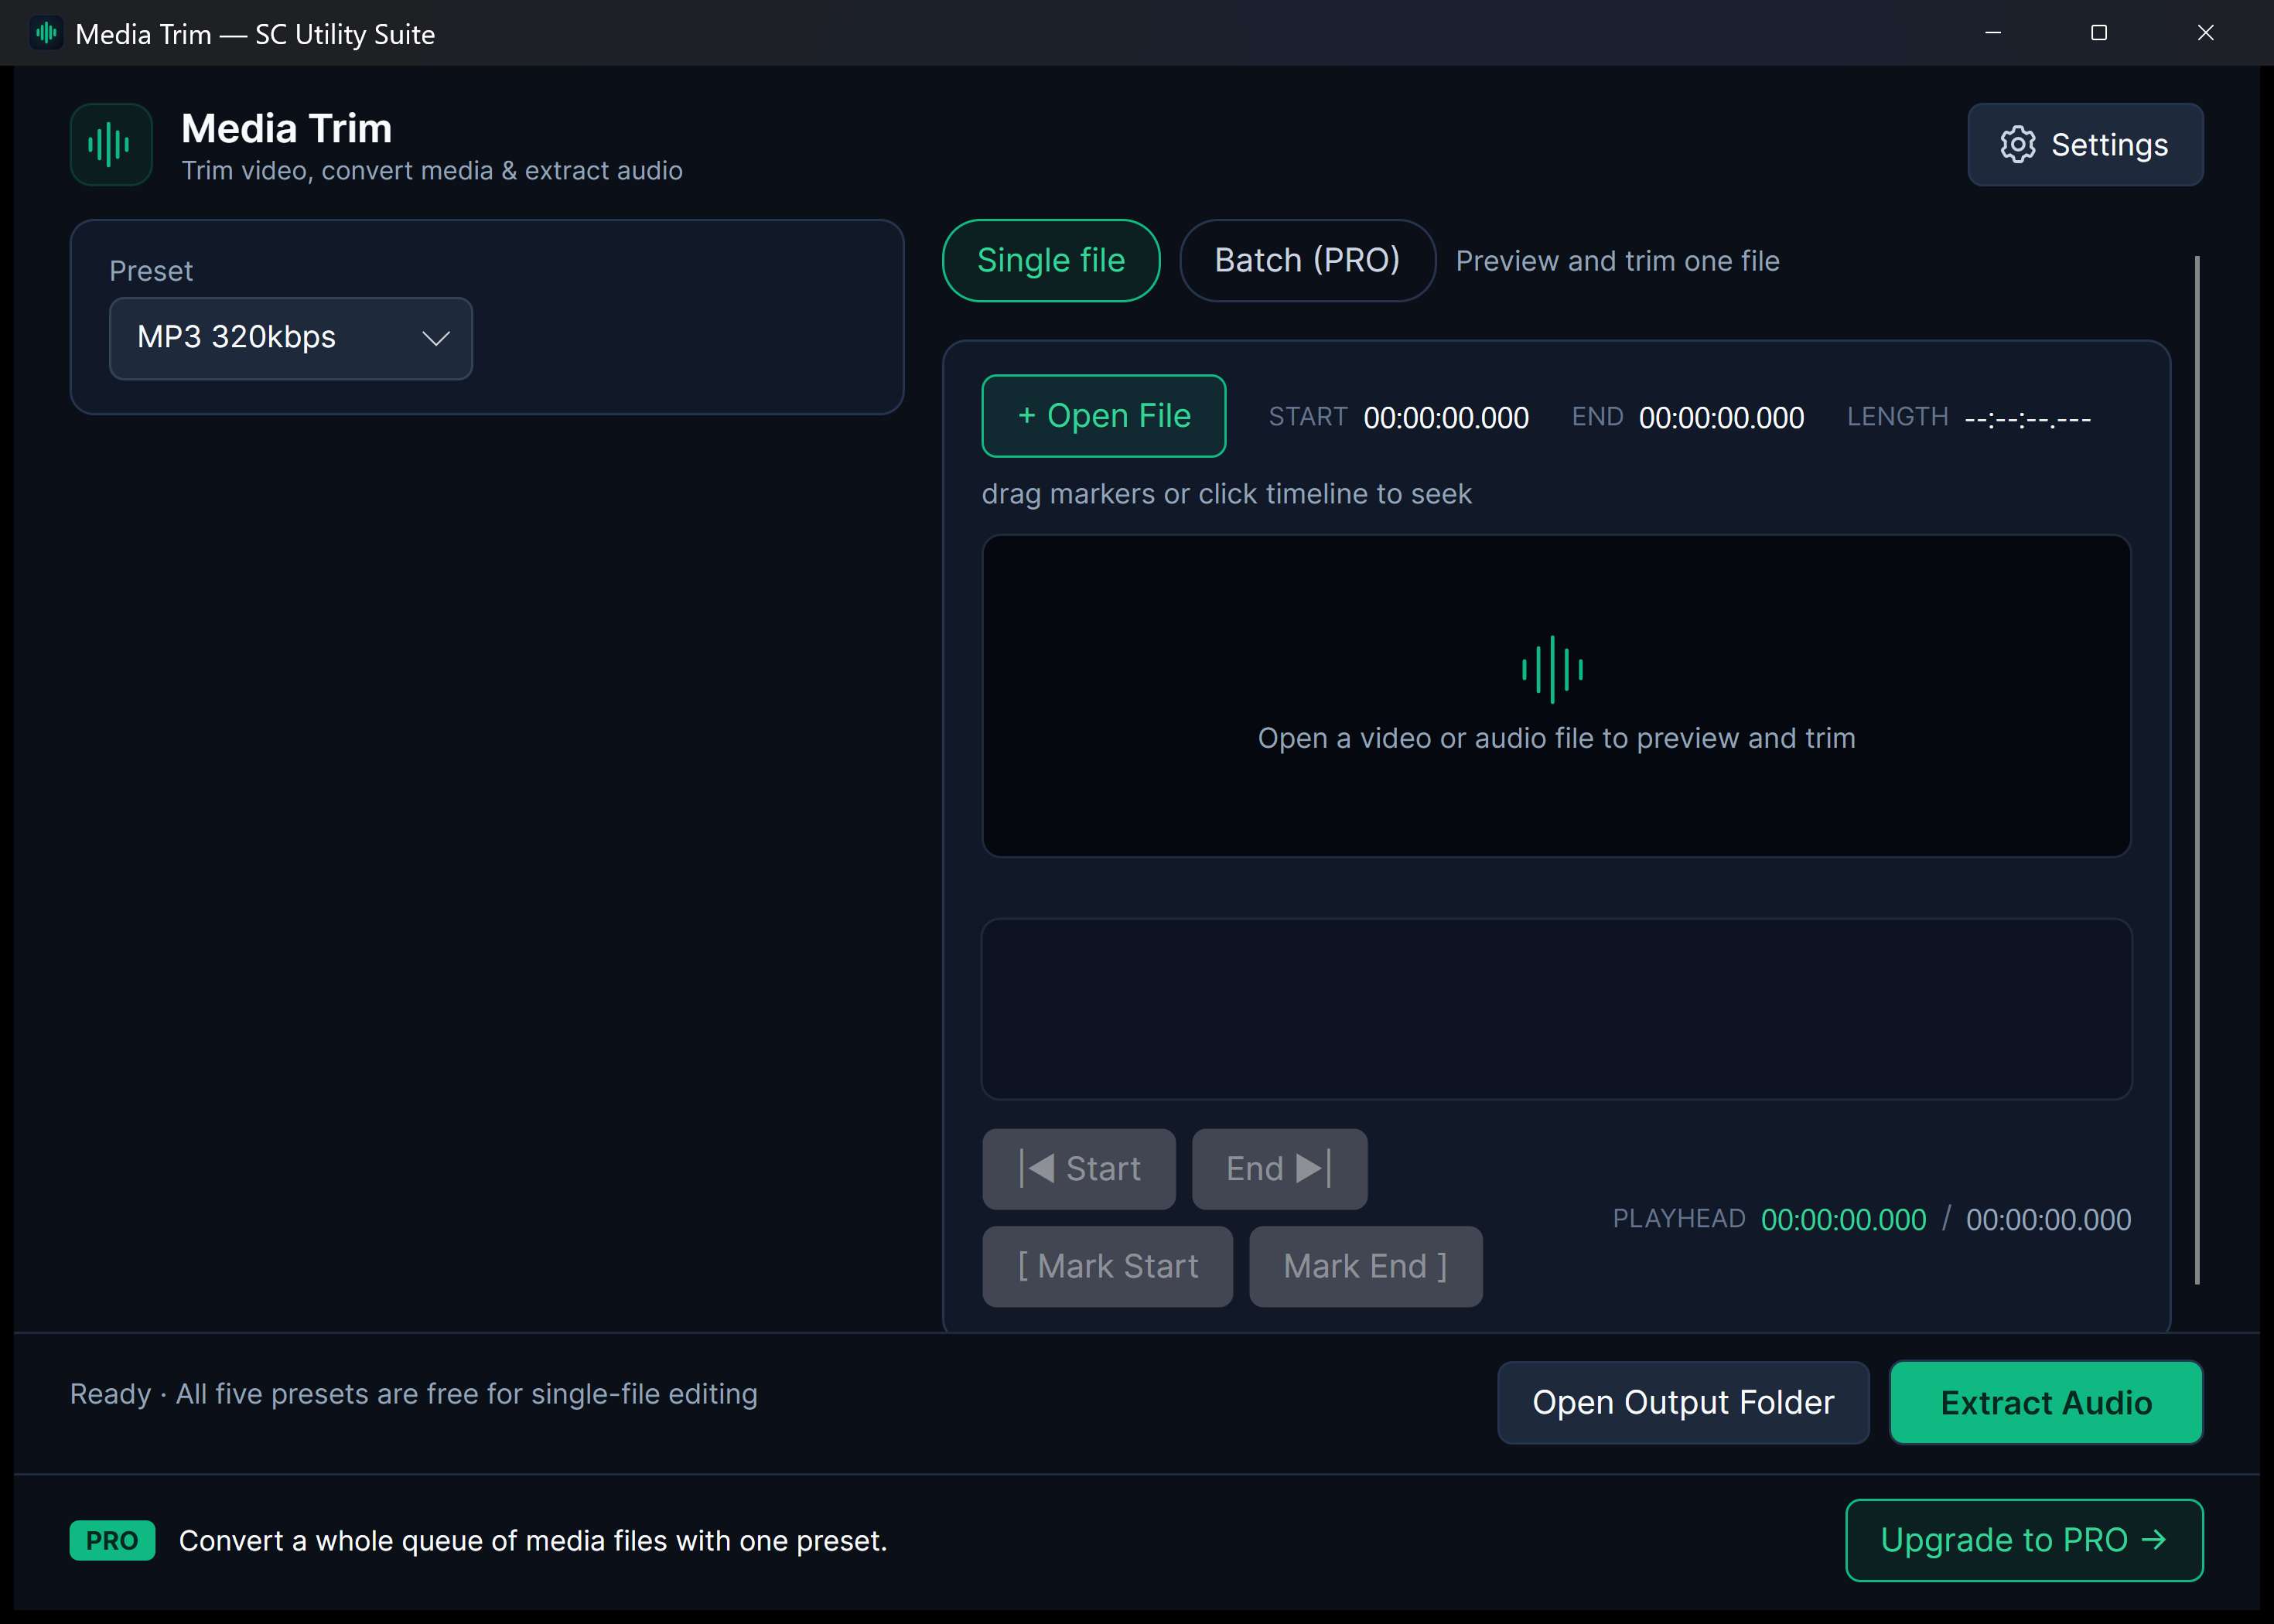 Media Trim — SC Utility Suite
Media Trim
Trim video, convert media & extract audio
Settings
Preset
MP3 320kbps
Single file
Batch (PRO)
Preview and trim one file
+ Open File
START 00:00:00.000
END 00:00:00.000
LENGTH --:--:--.---
drag markers or click timeline to seek
Open a video or audio file to preview and trim
|◀ Start
End ▶|
[ Mark Start
Mark End ]
PLAYHEAD 00:00:00.000 / 00:00:00.000
Ready · All five presets are free for single-file editing
Open Output Folder
Extract Audio
PRO Convert a whole queue of media files with one preset.
Upgrade to PRO →